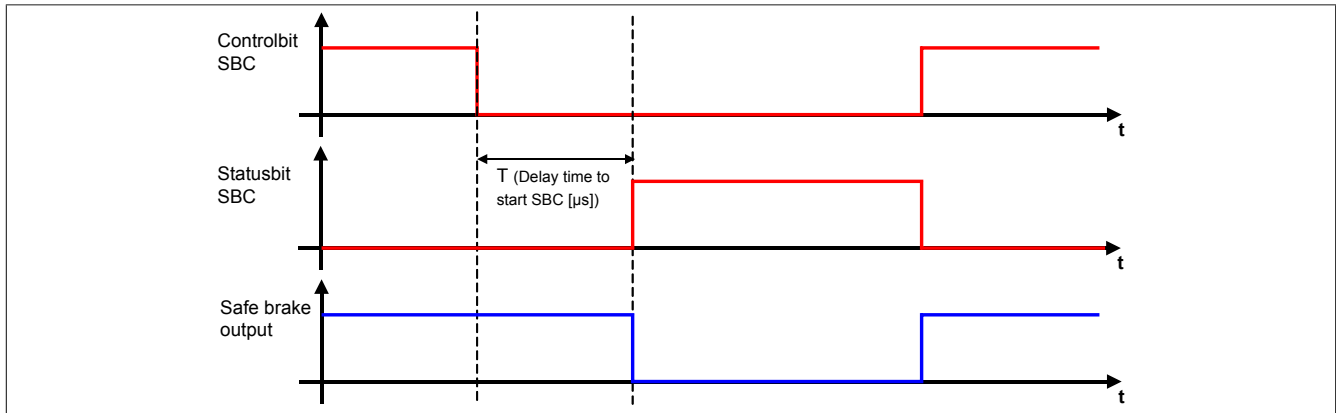 Controlbit
SBC
t
Statusbit
SBC
T (Delay time to
start SBC [µs])
t
Safe brake
output
t